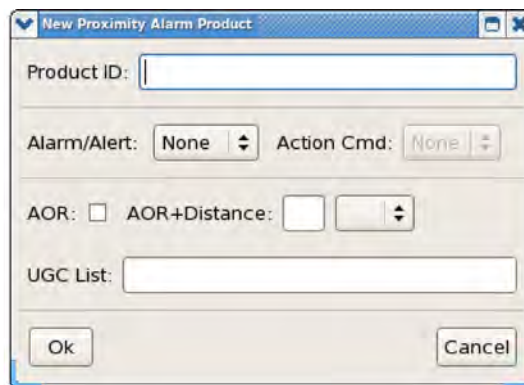 New Proximity Alarm Product
Product ID:
Alarm/Alert: None Action Cmd: None
AOR: AOR+Distance:
UGC List:
Ok Cancel